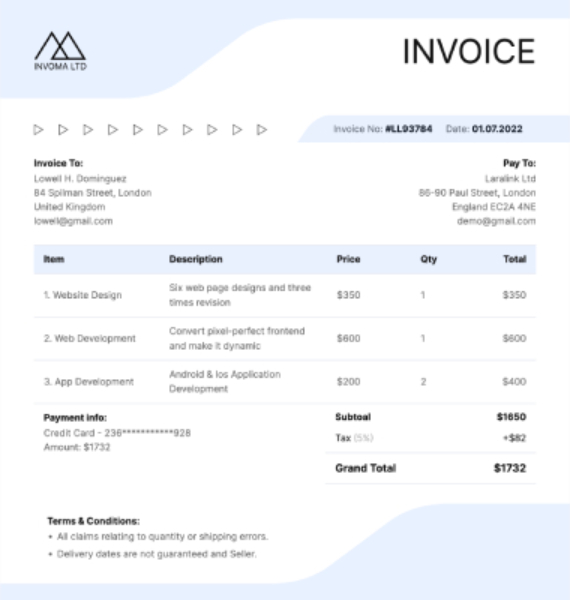 INVOMA LTD
INVOICE
Invoice No: #LL93784 Date: 01.07.2022
Invoice To:
Lowell H. Dominguez
84 Spilman Street, London
United Kingdom
lowell@gmail.com
Pay To:
Laralink Ltd
86-90 Paul Street, London
England EC2A 4NE
demo@gmail.com
Item Description Price Qty Total
1. Website Design Six web page designs and three $350 1 $350
times revision
2. Web Development Convert pixel-perfect frontend $600 1 $600
and make it dynamic
3. App Development Android & Ios Application $200 2 $400
Development
Payment info:
Credit Card - 236***********928
Amount: $1732
Subtoal $1650
Tax (5%) +$82
Grand Total $1732
Terms & Conditions:
• All claims relating to quantity or shipping errors.
• Delivery dates are not guaranteed and Seller.